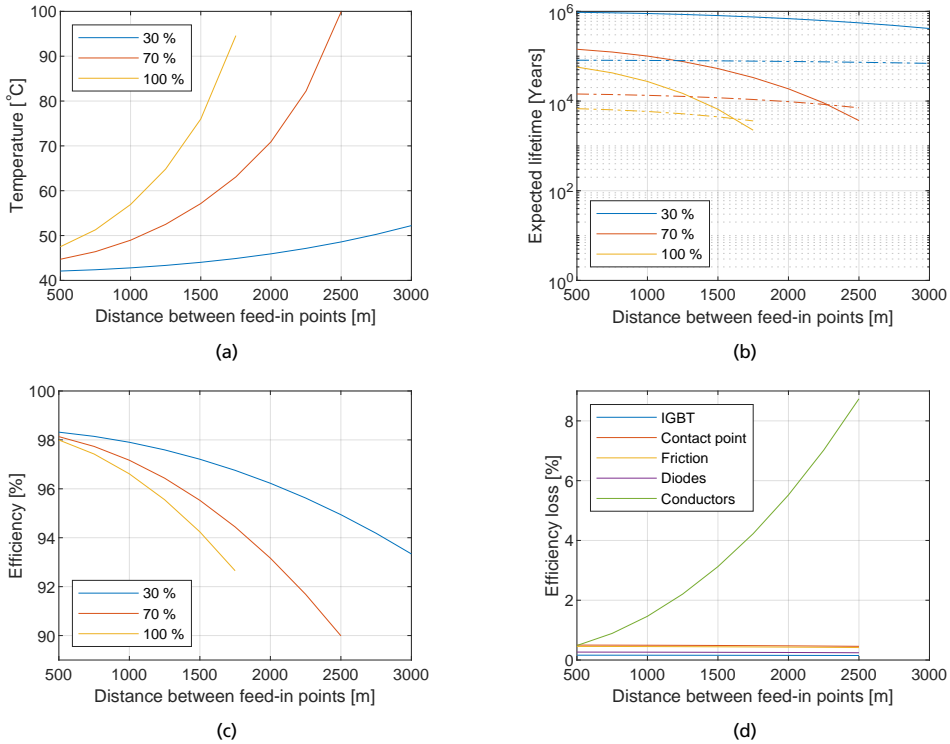 100
90
80
70
60
50
40
Temperature [°C]
30 %
70 %
100 %
500 1000 1500 2000 2500 3000
Distance between feed-in points [m]
(a)
10^6
10^4
10^2
10^0
Expected lifetime [Years]
30 %
70 %
100 %
500 1000 1500 2000 2500 3000
Distance between feed-in points [m]
(b)
100
98
96
94
92
90
Efficiency [%]
30 %
70 %
100 %
500 1000 1500 2000 2500 3000
Distance between feed-in points [m]
(c)
8
6
4
2
0
Efficiency loss [%]
IGBT
Contact point
Friction
Diodes
Conductors
500 1000 1500 2000 2500 3000
Distance between feed-in points [m]
(d)